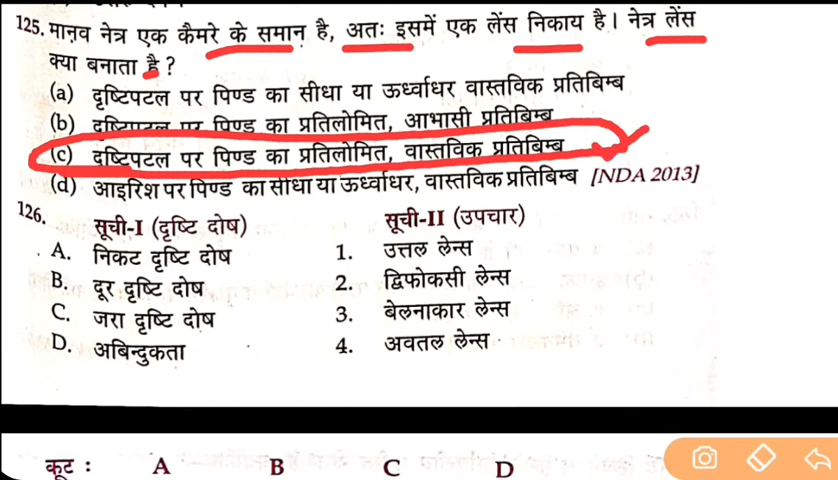 125. मानव नेत्र एक कैमरे के समान है, अतः इसमें एक लेंस निकाय है। नेत्र लेंस
क्या बनाता है ?
(a) दृष्टिपटल पर पिण्ड का सीधा या ऊर्ध्वाधर वास्तविक प्रतिबिम्ब
(b) दृष्टिपटल पर पिण्ड का प्रतिलोमित, आभासी प्रतिबिम्ब
(c) दृष्टिपटल पर पिण्ड का प्रतिलोमित, वास्तविक प्रतिबिम्ब
(d) आइरिश पर पिण्ड का सीधा या ऊर्ध्वाधर, वास्तविक प्रतिबिम्ब [NDA 2013]
126. सूची-I (दृष्टि दोष) सूची-II (उपचार)
A. निकट दृष्टि दोष 1. उत्तल लेन्स
B. दूर दृष्टि दोष 2. द्विफोकसी लेन्स
C. जरा दृष्टि दोष 3. बेलनाकार लेन्स
D. अबिन्दुकता 4. अवतल लेन्स
कूट : A B C D